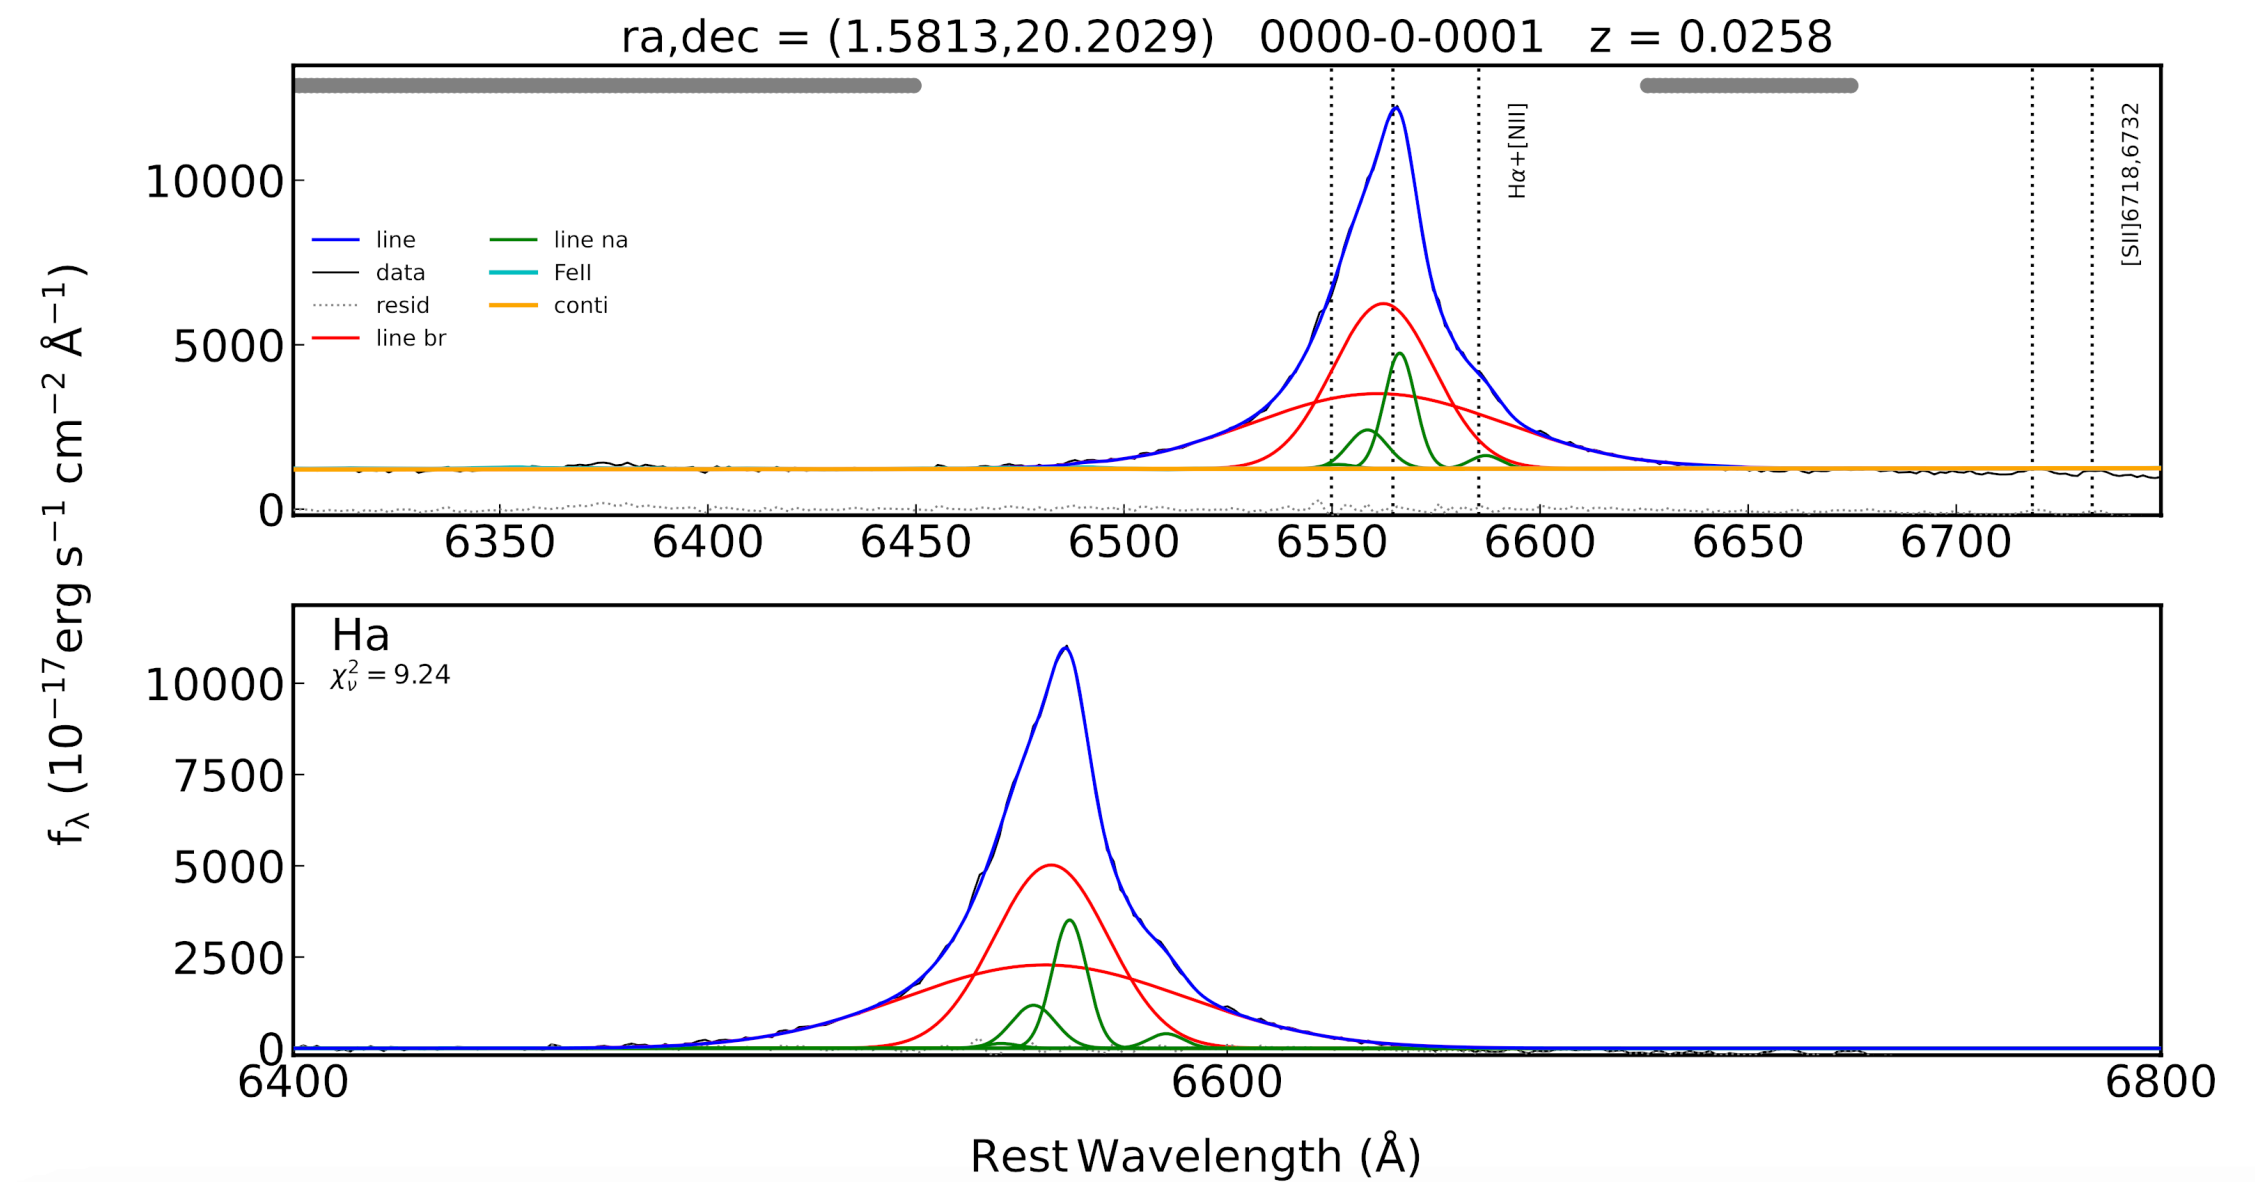 ra,dec = (1.5813,20.2029) 0000-0-0001 z = 0.0258
10000
5000
0
line
data
resid
line br
line na
FeII
conti
Hα+[NII]
[SII]6718,6732
6350 6400 6450 6500 6550 6600 6650 6700
f_λ (10⁻¹⁷erg s⁻¹ cm⁻² Å⁻¹)
Ha
χ²_ν = 9.24
10000
7500
5000
2500
0
6400 6600 6800
Rest Wavelength (Å)